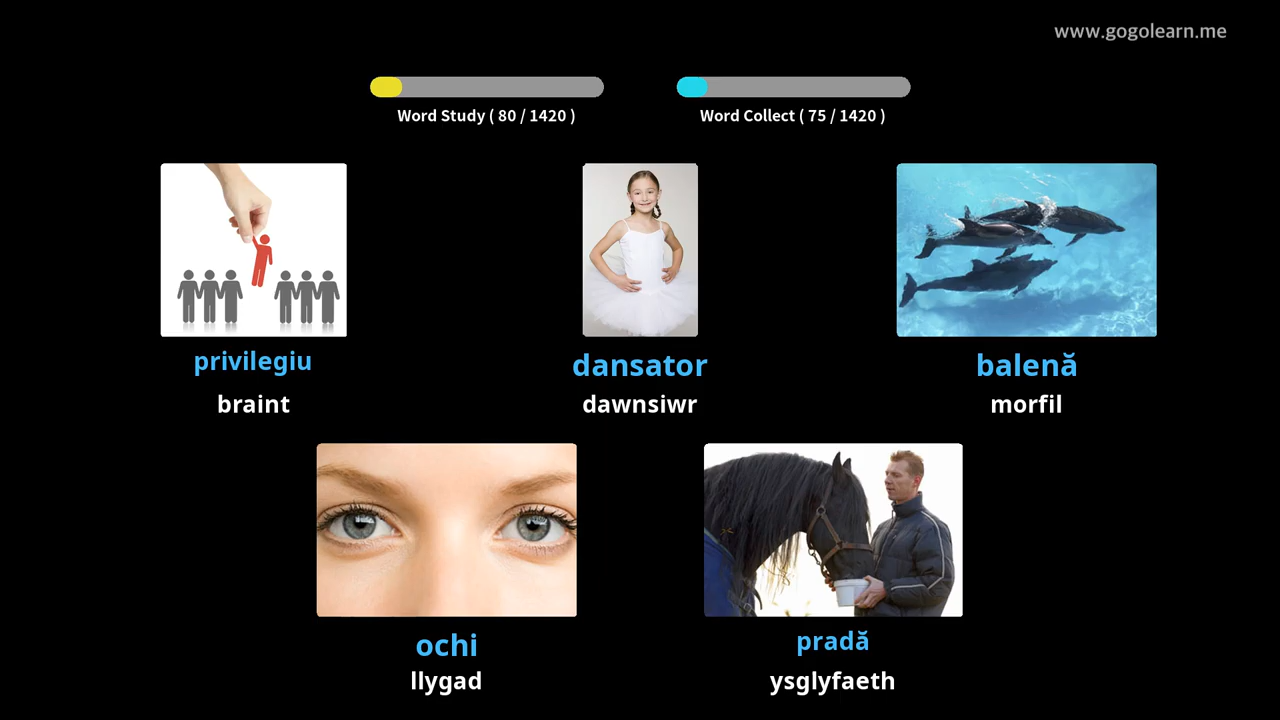 www.gogolearn.me
Word Study ( 80 / 1420 )
Word Collect ( 75 / 1420 )
privilegiu
braint
dansator
dawnsiwr
balenă
morfil
ochi
llygad
pradă
ysglyfaeth